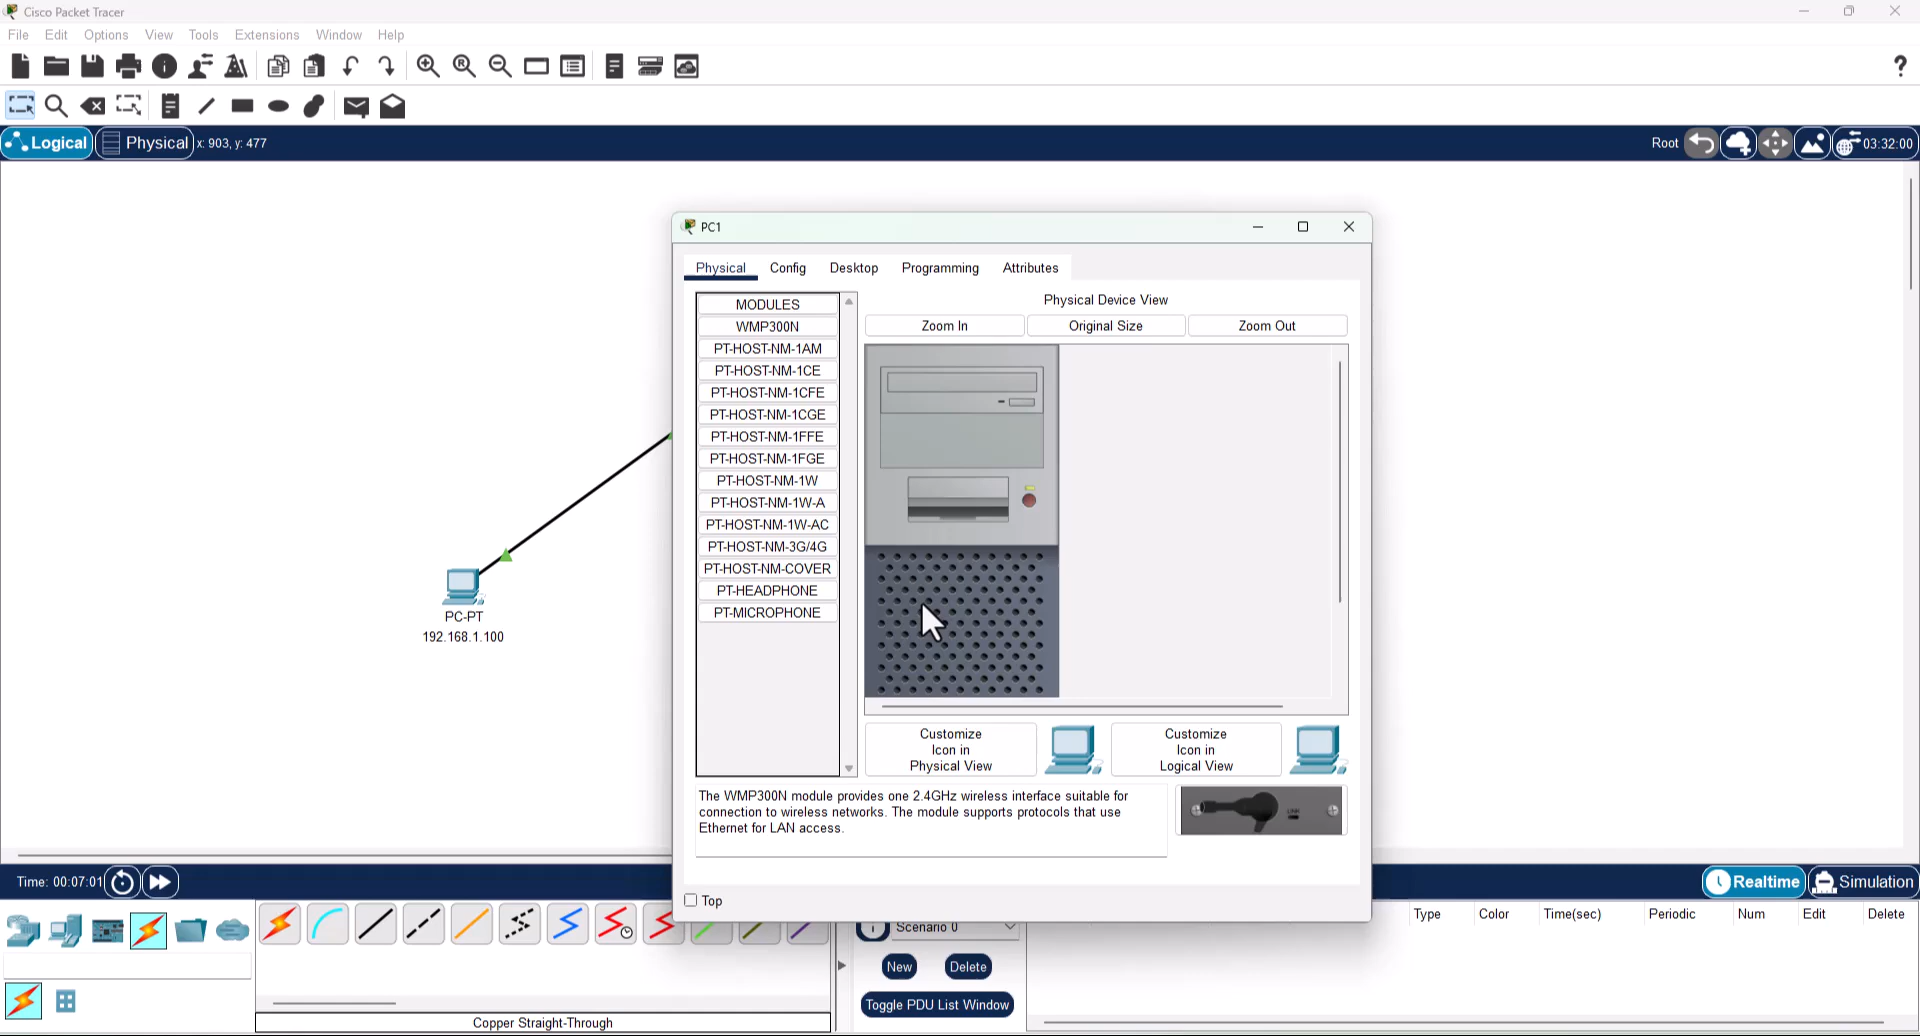 Cisco Packet Tracer
File Edit Options View Tools Extensions Window Help
Logical Physical x: 903, y: 477 Root 03:32:00
PC1
Physical Config Desktop Programming Attributes
MODULES
WMP300N
PT-HOST-NM-1AM
PT-HOST-NM-1CE
PT-HOST-NM-1CFE
PT-HOST-NM-1CGE
PT-HOST-NM-1FFE
PT-HOST-NM-1FGE
PT-HOST-NM-1W
PT-HOST-NM-1W-A
PT-HOST-NM-1W-AC
PT-HOST-NM-3G/4G
PT-HOST-NM-COVER
PT-HEADPHONE
PT-MICROPHONE
Physical Device View
Zoom In Original Size Zoom Out
PC-PT
192.168.1.100
Customize
Icon in
Physical View
Customize
Icon in
Logical View
The WMP300N module provides one 2.4GHz wireless interface suitable for
connection to wireless networks. The module supports protocols that use
Ethernet for LAN access.
LINK
Top
Time: 00:07:01 Realtime Simulation
Scenario 0
New Delete
Toggle PDU List Window
Type Color Time(sec) Periodic Num Edit Delete
Copper Straight-Through